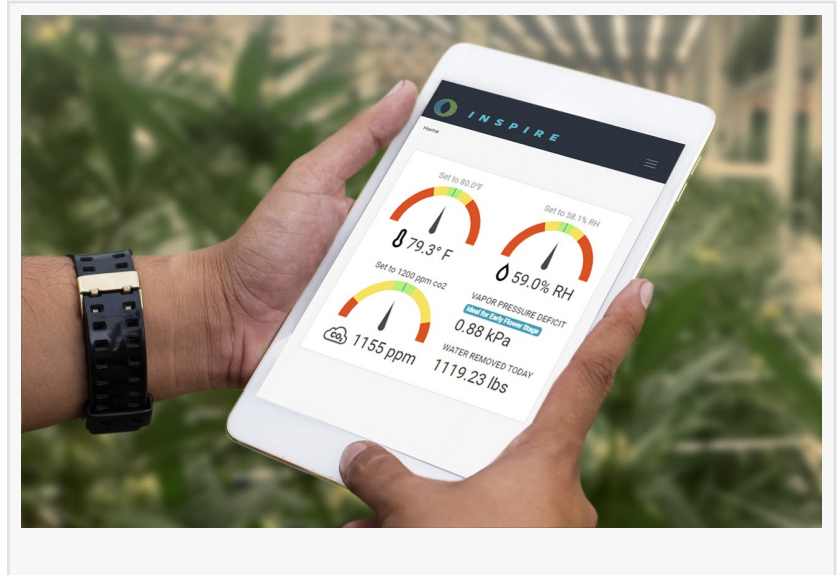 INSPIRE
Home
Set to 80.0°F
79.3° F
Set to 58.1% RH
59.0% RH
Set to 1200 ppm co2
CO₂
1155 ppm
VAPOR PRESSURE DEFICIT
Ideal for Early Flower Stage
0.88 kPa
WATER REMOVED TODAY
1119.23 lbs